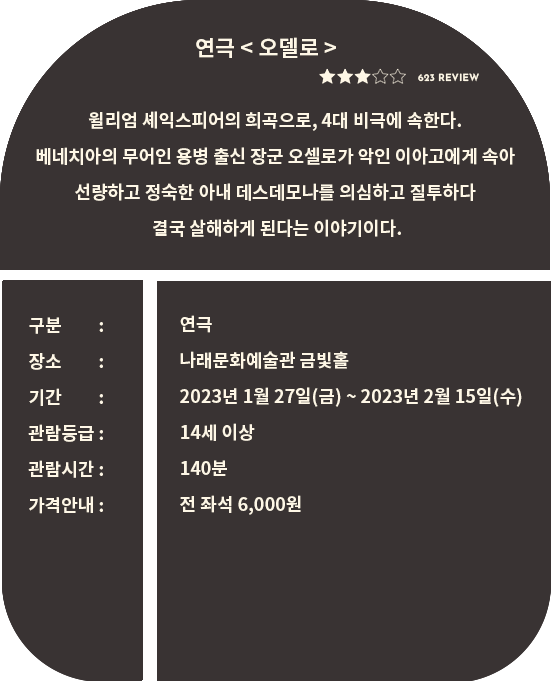 연극 < 오델로 >
★★★☆☆ 623 REVIEW
윌리엄 셰익스피어의 희곡으로, 4대 비극에 속한다.
베네치아의 무어인 용병 출신 장군 오셀로가 악인 이아고에게 속아
선량하고 정숙한 아내 데스데모나를 의심하고 질투하다
결국 살해하게 된다는 이야기이다.
구분 : 연극
장소 : 나래문화예술관 금빛홀
기간 : 2023년 1월 27일(금) ~ 2023년 2월 15일(수)
관람등급 : 14세 이상
관람시간 : 140분
가격안내 : 전 좌석 6,000원